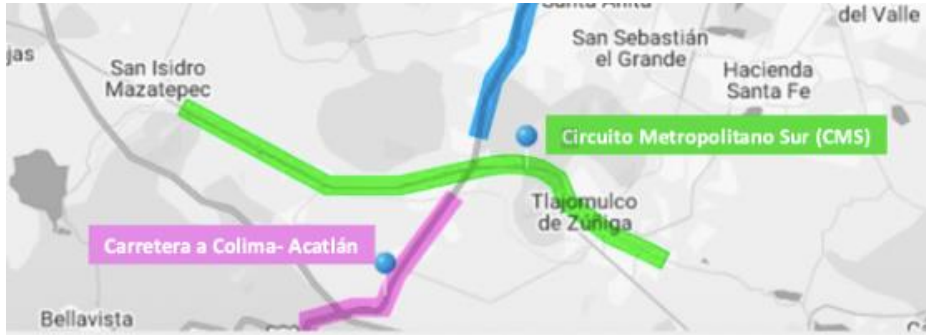 del Valle
San Sebastián
el Grande
jas
San Isidro
Mazatepec
Hacienda
Santa Fe
Circuito Metropolitano Sur (CMS)
Tlajomulco
de Zúñiga
Carretera a Colima- Acatlán
Bellavista